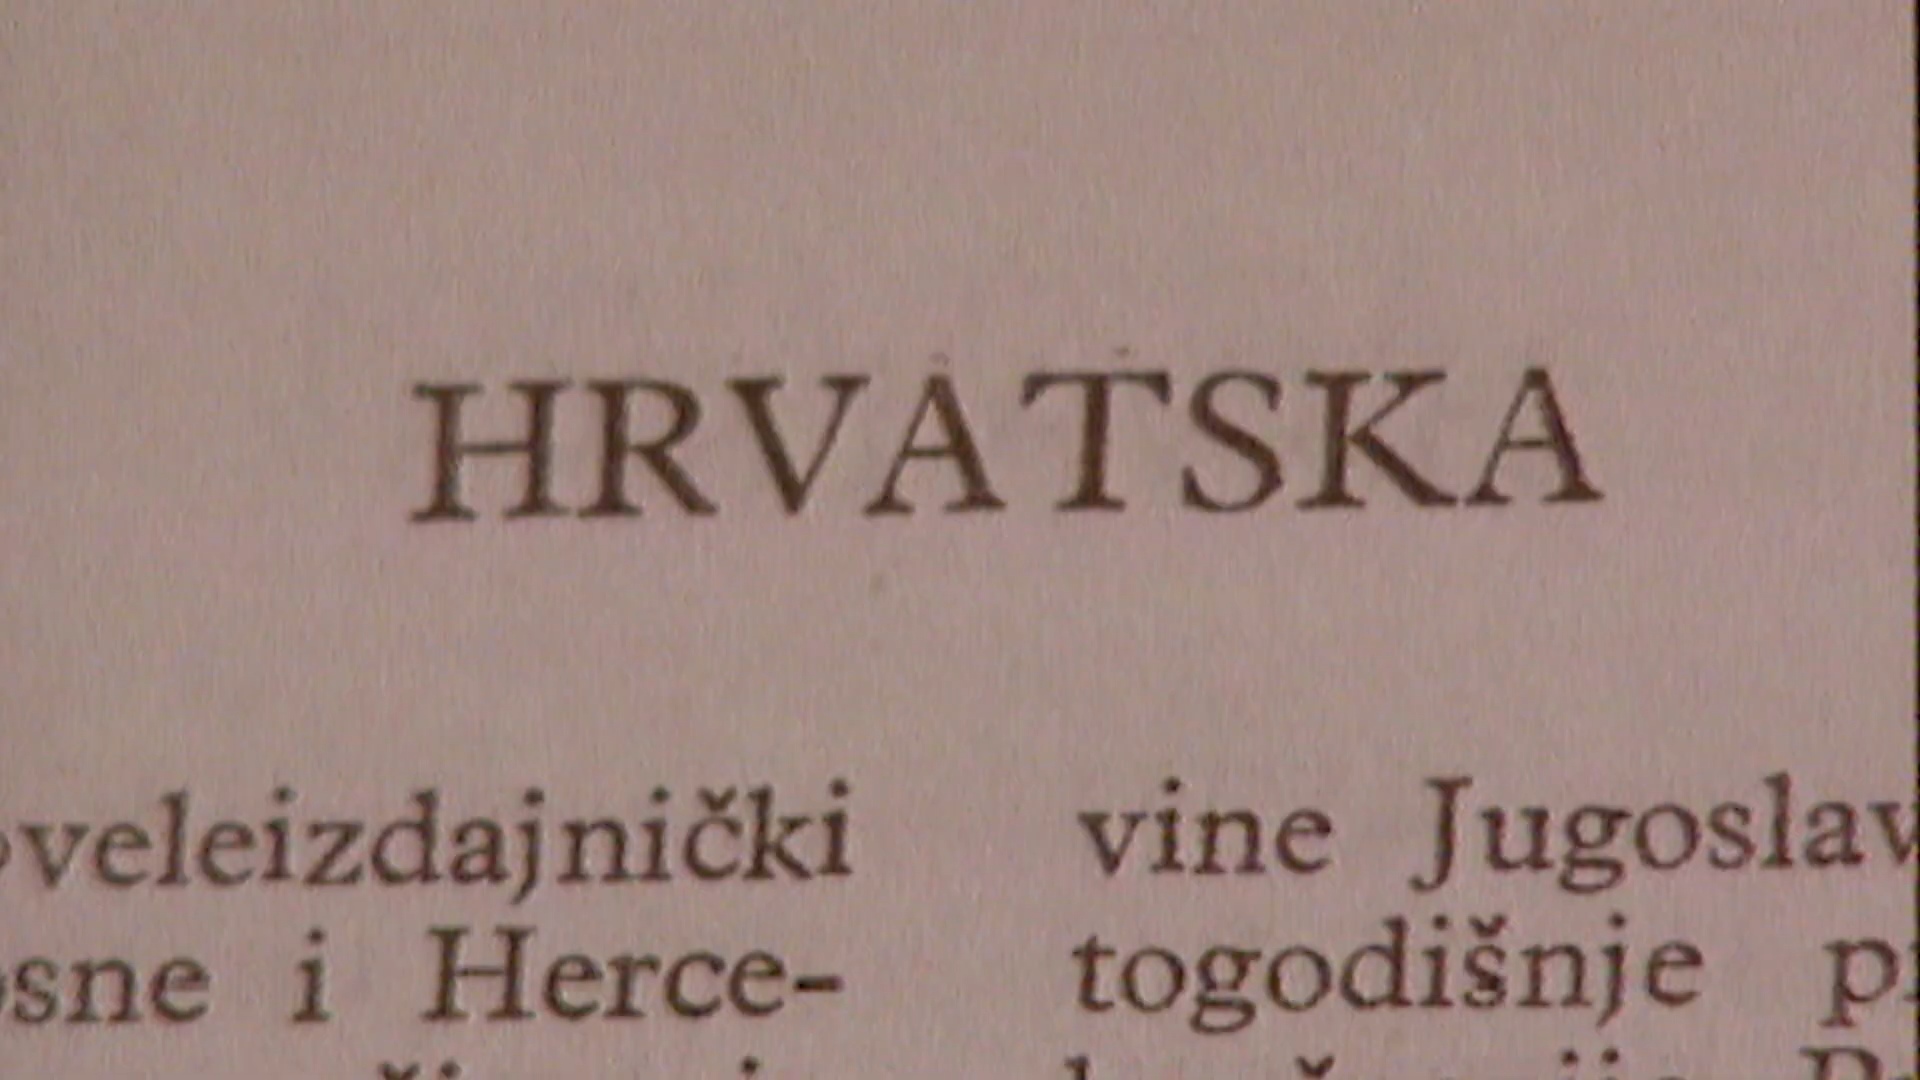 HRVATSKA
veleizdajnički
sne i Herce-
vine Jugoslav
togodišnje